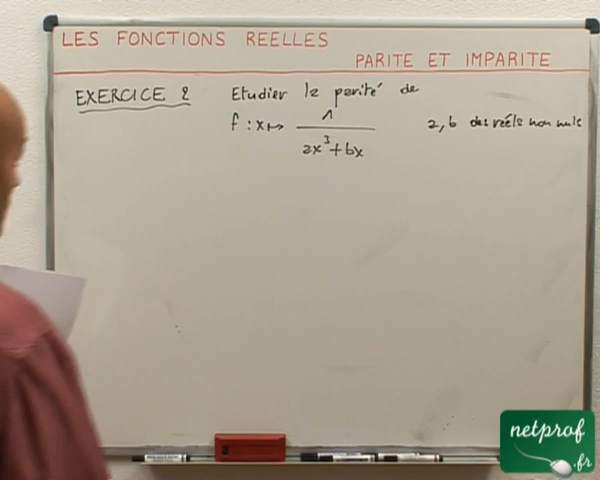 LES FONCTIONS REELLES
PARITE ET IMPARITE
EXERCICE 2 Etudier la parité de
f : x ↦ 1 / (ax³ + bx) a, b des réels non nuls
netprof
.fr